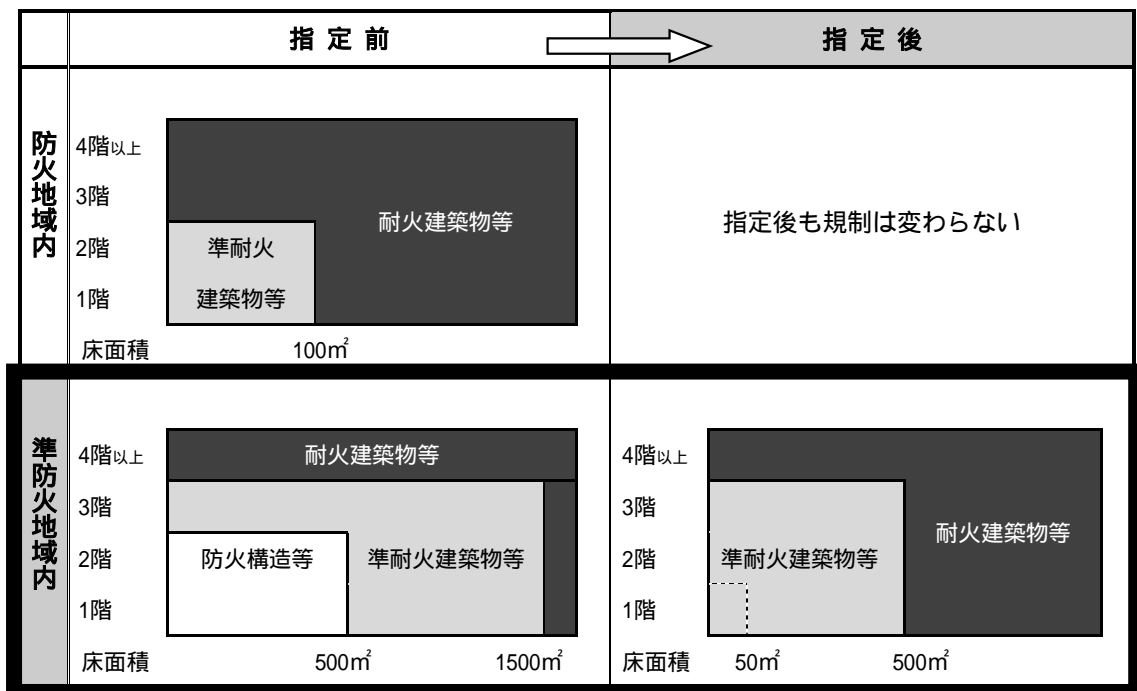 指定前
指定後
防火地域内
4階以上
3階
2階
1階
耐火建築物等
準耐火
建築物等
床面積
100㎡
指定後も規制は変わらない
準防火地域内
4階以上
3階
2階
1階
耐火建築物等
防火構造等
準耐火建築物等
床面積
500㎡
1500㎡
4階以上
3階
2階
1階
耐火建築物等
準耐火建築物等
床面積
50㎡
500㎡